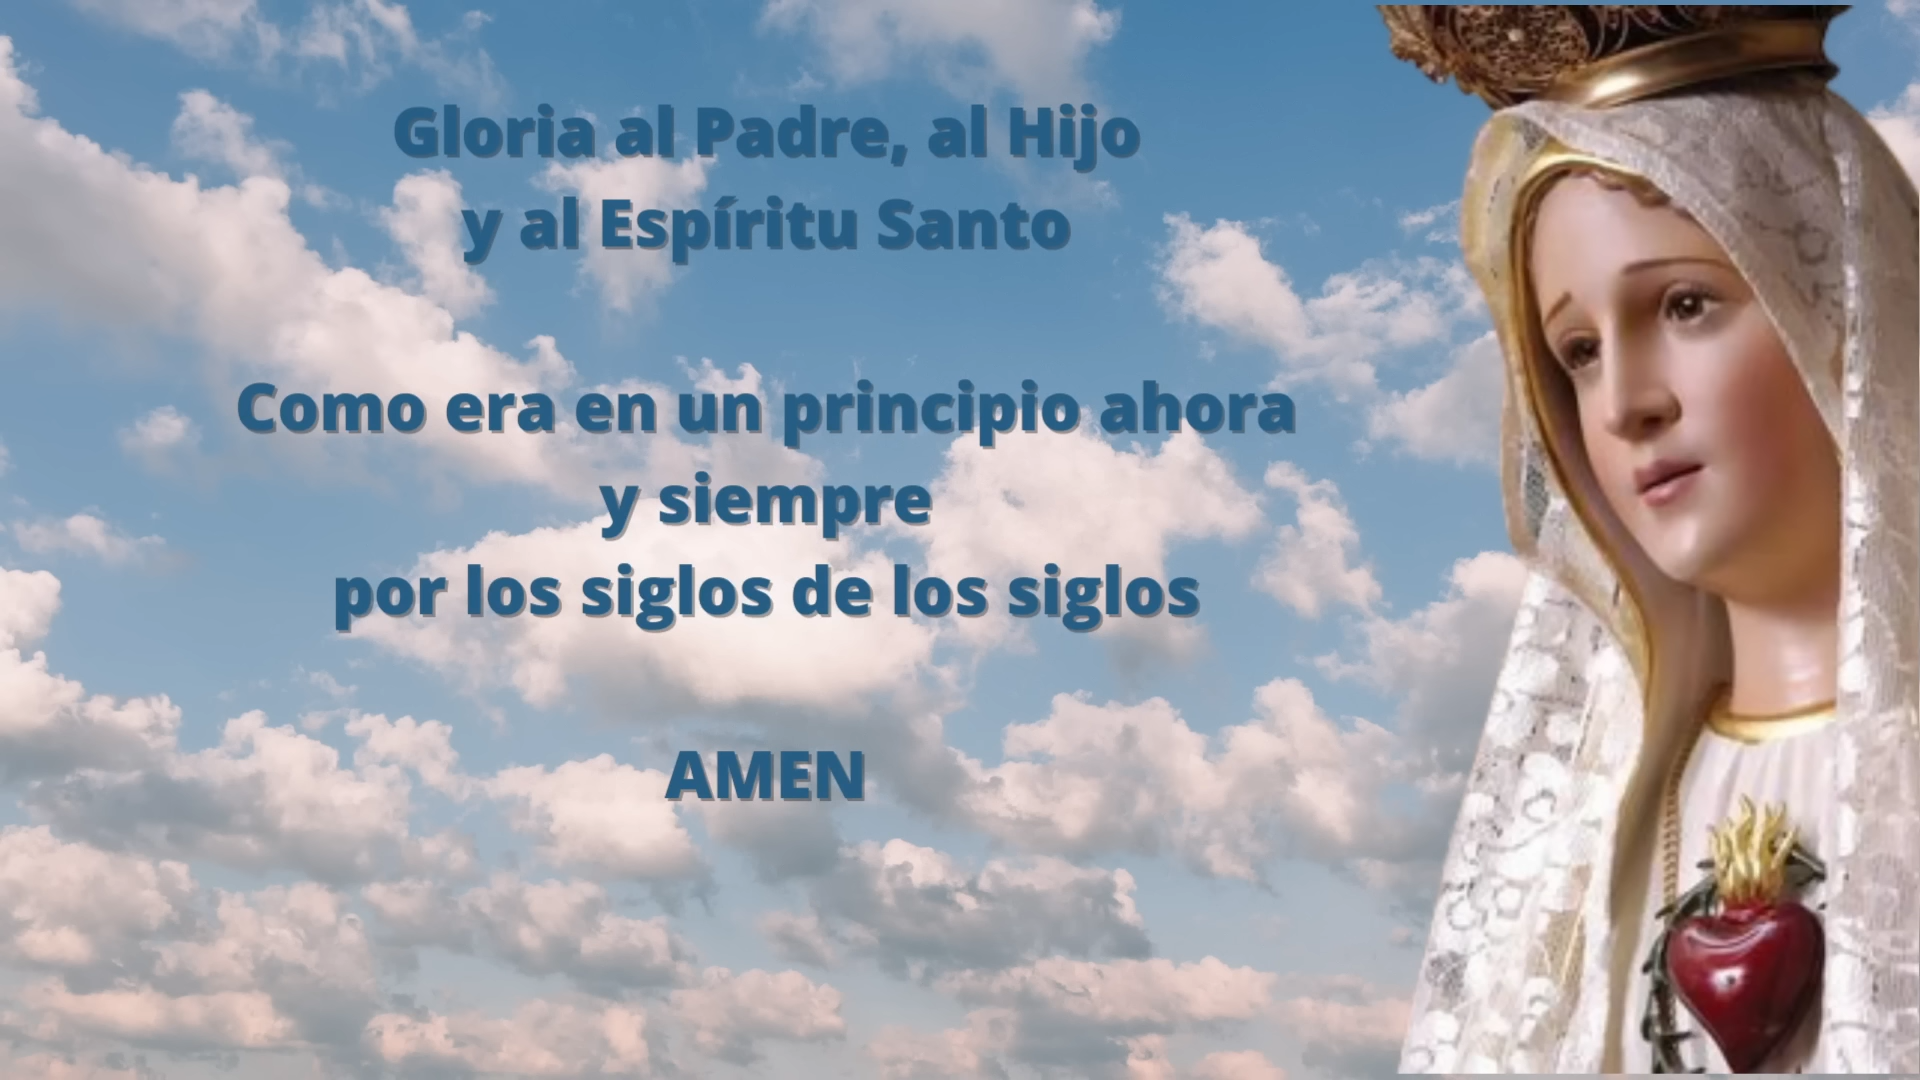 Gloria al Padre, al Hijo
y al Espíritu Santo
Como era en un principio ahora
y siempre
por los siglos de los siglos
AMEN